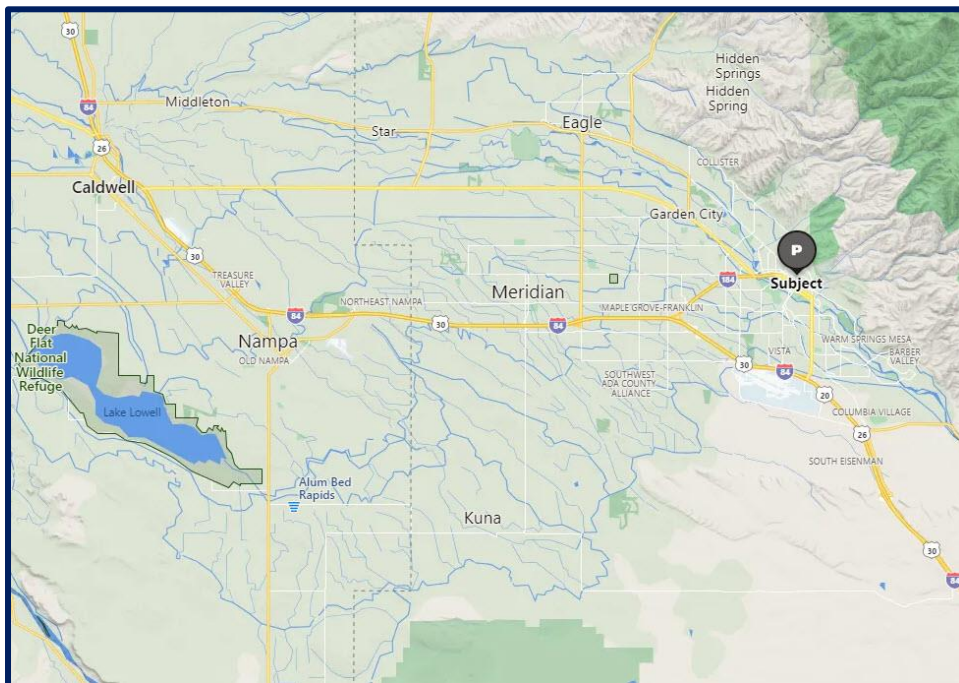 30
Hidden
Springs
Hidden
Spring
84
Middleton
Star
Eagle
26
COLLISTER
Caldwell
Garden City
P
30
TREASURE
VALLEY
184
Subject
NORTHEAST NAMPA
Meridian
MAPLE GROVE-FRANKLIN
84
30
84
Deer
Flat
National
Wildlife
Refuge
Nampa
OLD NAMPA
WARM SPRINGS MESA
VISTA
BARBER
VALLEY
30
84
SOUTHWEST
ADA COUNTY
ALLIANCE
20
Lake Lowell
COLUMBIA VILLAGE
26
SOUTH EISENMAN
Alum Bed
Rapids
Kuna
30
84